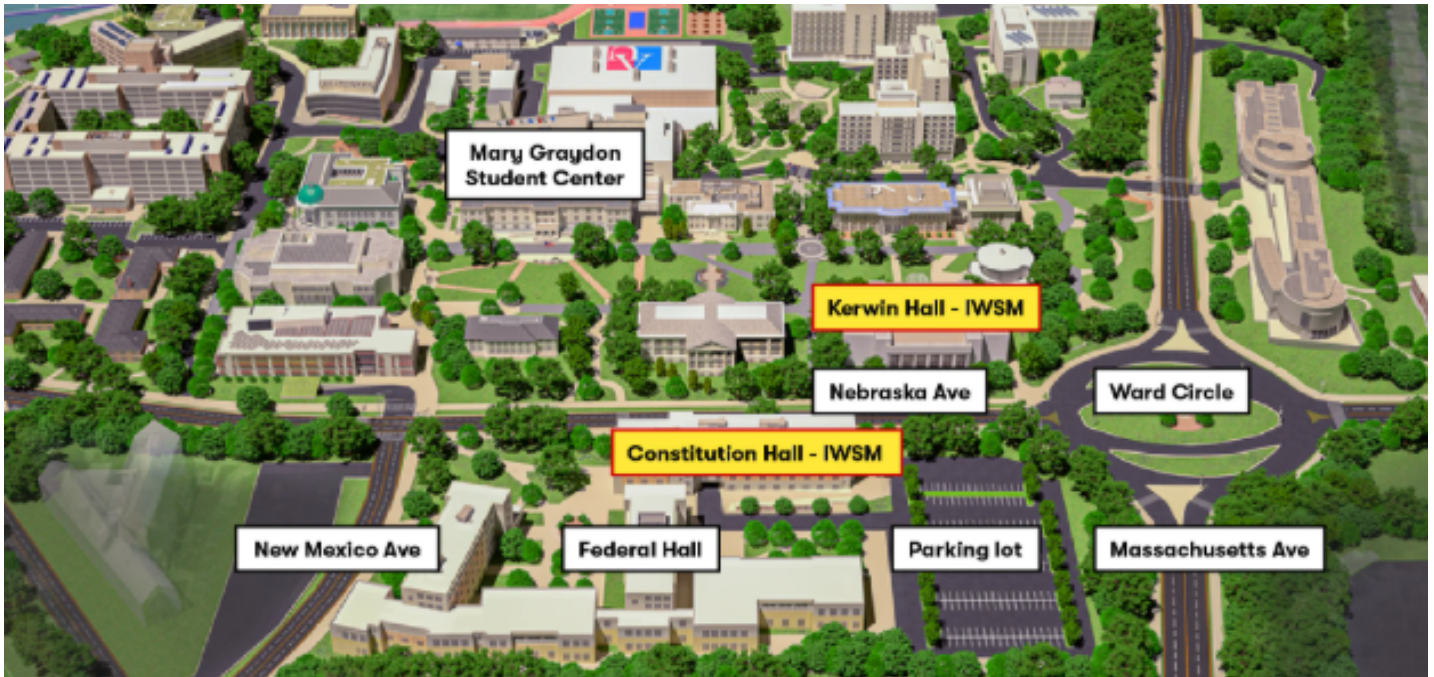 Mary Graydon
Student Center
Kerwin Hall - IWSM
Nebraska Ave
Ward Circle
Constitution Hall - IWSM
New Mexico Ave
Federal Hall
Parking lot
Massachusetts Ave